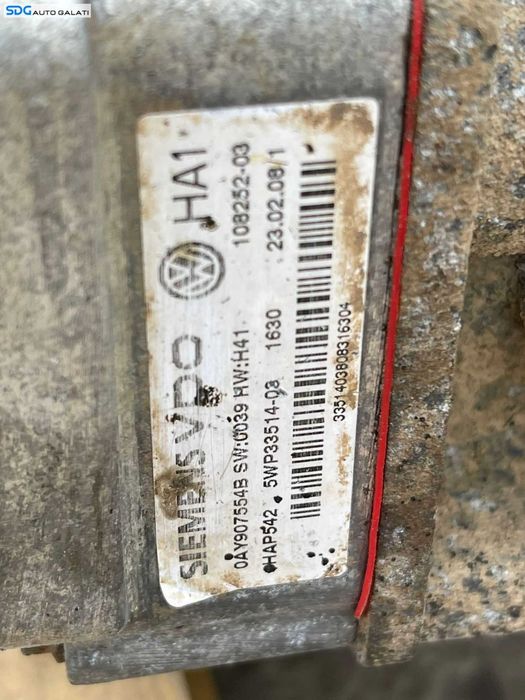 SDG AUTO GALATI
SIEMENS VDO HA1
0AY907554B SW:0039 HW:H41 108252-03
HAP542 5WP33514-03 1630 23.02.08/1
3351403808316304